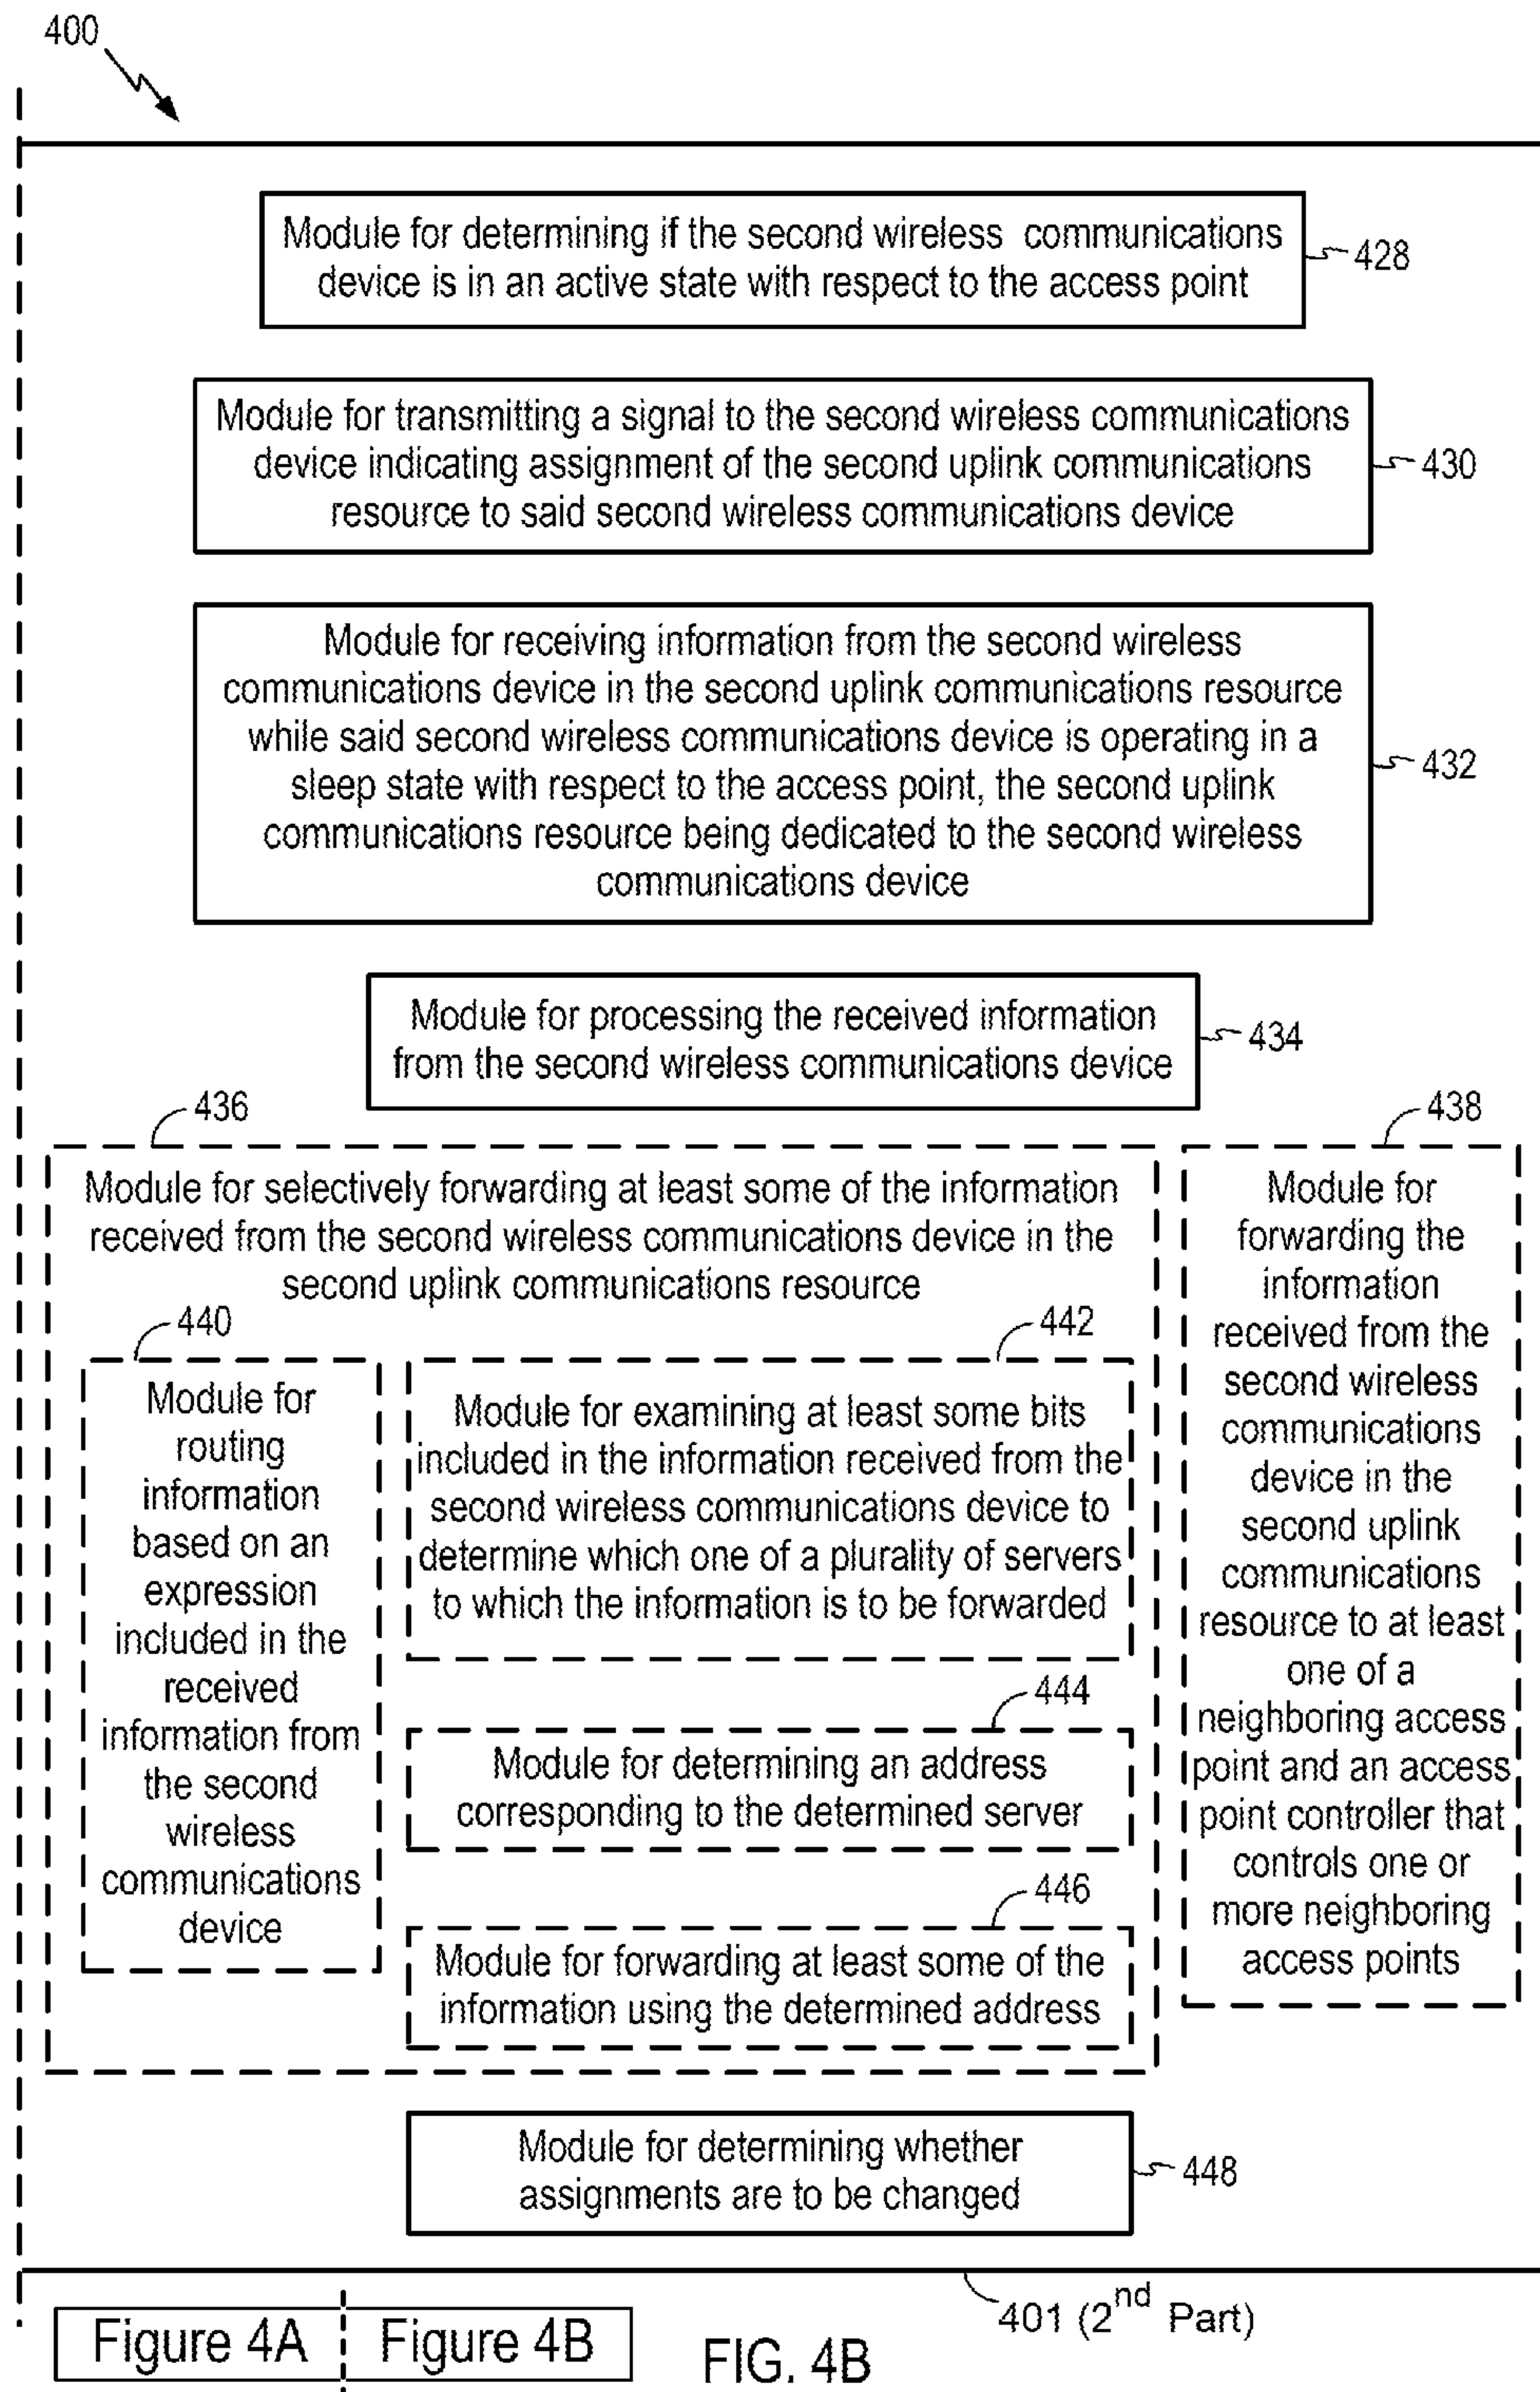 400
Module for determining if the second wireless communications
device is in an active state with respect to the access point
428
Module for transmitting a signal to the second wireless communications
device indicating assignment of the second uplink communications
resource to said second wireless communications device
430
Module for receiving information from the second wireless
communications device in the second uplink communications resource
while said second wireless communications device is operating in a
sleep state with respect to the access point, the second uplink
communications resource being dedicated to the second wireless
communications device
432
Module for processing the received information
from the second wireless communications device
434
436
Module for selectively forwarding at least some of the information
received from the second wireless communications device in the
second uplink communications resource
440
Module for
routing
information
based on an
expression
included in the
received
information from
the second
wireless
communications
device
442
Module for examining at least some bits
included in the information received from the
second wireless communications device to
determine which one of a plurality of servers
to which the information is to be forwarded
444
Module for determining an address
corresponding to the determined server
446
Module for forwarding at least some of the
information using the determined address
438
Module for
forwarding the
information
received from the
second wireless
communications
device in the
second uplink
communications
resource to at least
one of a
neighboring access
point and an access
point controller that
controls one or
more neighboring
access points
Module for determining whether
assignments are to be changed
448
401 (2nd Part)
Figure 4A
Figure 4B
FIG. 4B